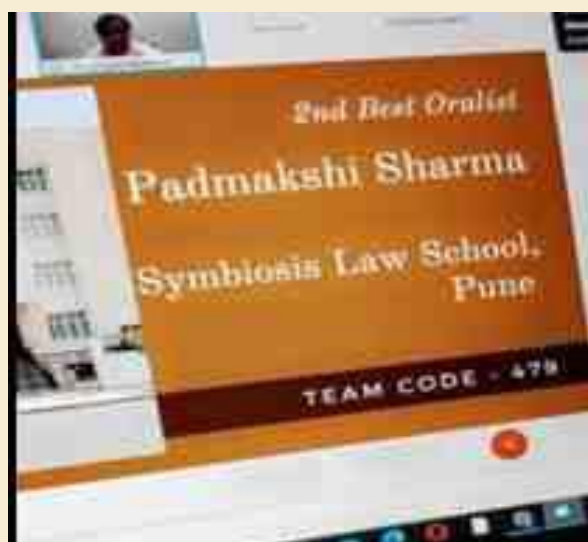 2nd Best Oralist
Padmakshi Sharma
Symbiosis Law School,
Pune
TEAM CODE - 479